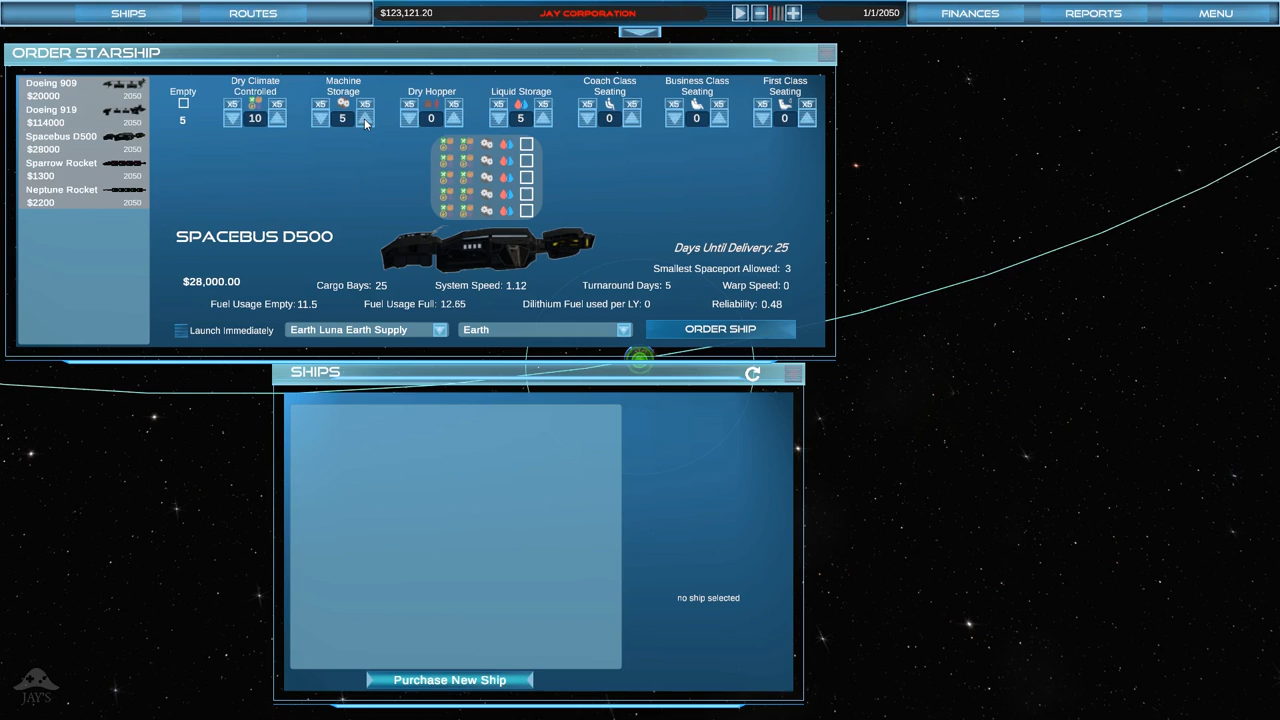 SHIPS ROUTES $123,121.20 JAY CORPORATION 1/1/2050 FINANCES REPORTS MENU
ORDER STARSHIP
Doeing 909
$20000 2050
Doeing 919
$114000 2050
Spacebus D500
$28000 2050
Sparrow Rocket
$1300 2050
Neptune Rocket
$2200 2050
Empty
5
Dry Climate
Controlled
X5 X5
10
Machine
Storage
X5 X5
5
Dry Hopper
X5 X5
0
Liquid Storage
X5 X5
5
Coach Class
Seating
X5 X5
0
Business Class
Seating
X5 X5
0
First Class
Seating
X5 X5
0
SPACEBUS D500
Days Until Delivery: 25
Smallest Spaceport Allowed: 3
$28,000.00 Cargo Bays: 25 System Speed: 1.12 Turnaround Days: 5 Warp Speed: 0
Fuel Usage Empty: 11.5 Fuel Usage Full: 12.65 Dilithium Fuel used per LY: 0 Reliability: 0.48
Launch Immediately Earth Luna Earth Supply Earth ORDER SHIP
SHIPS
no ship selected
Purchase New Ship
JAY'S